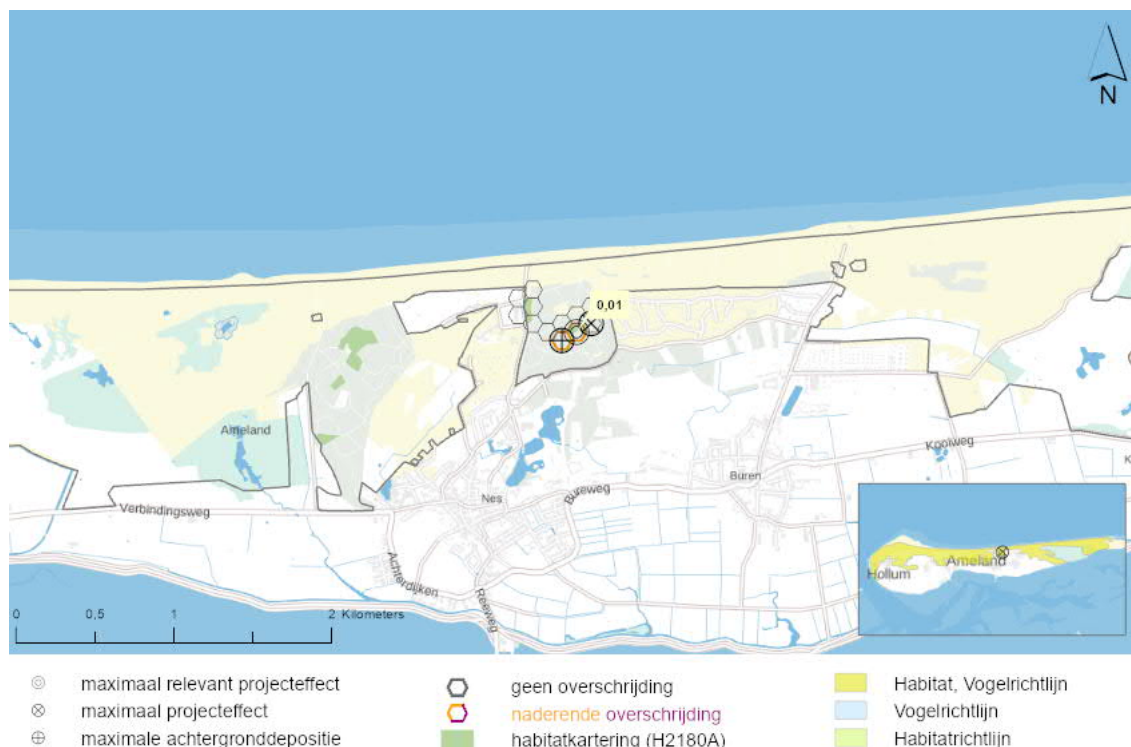 N
0,01
Ameland
Kooiweg
K
Buren
Nes
Bureweg
Verbindingsweg
Achterdijken
Reeweg
Ameland
Hollum
0 0,5 1 2 Kilometers
maximaal relevant projecteffect
maximaal projecteffect
maximale achtergronddepositie
geen overschrijding
naderende overschrijding
habitatkartering (H2180A)
Habitat, Vogelrichtlijn
Vogelrichtlijn
Habitatrichtlijn